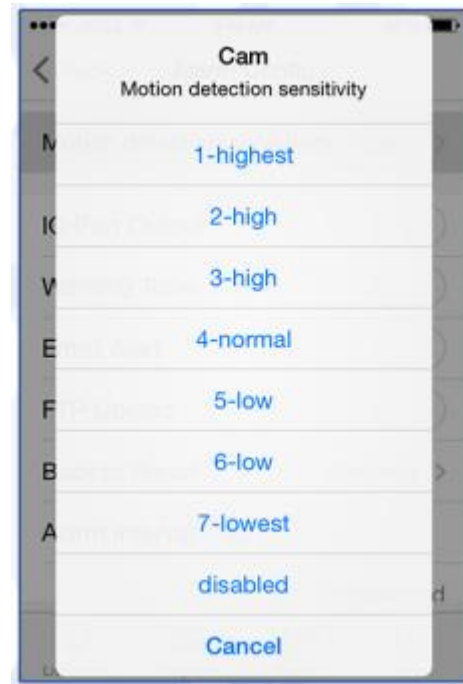 Cam
Motion detection sensitivity
1-highest
2-high
3-high
4-normal
5-low
6-low
7-lowest
disabled
Cancel